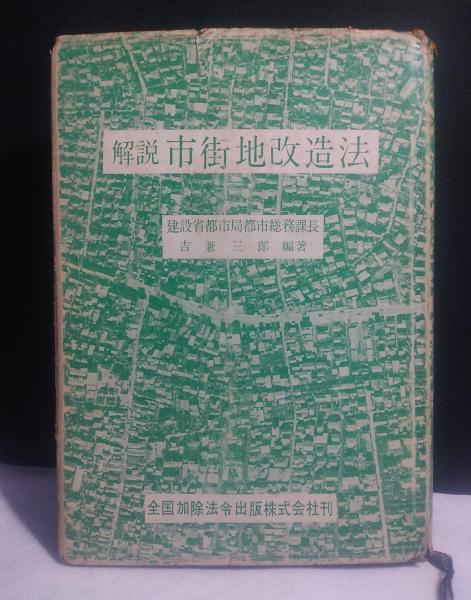 解説 市街地改造法
建設省都市局都市総務課長
吉兼三郎 編著
全国加除法令出版株式会社刊